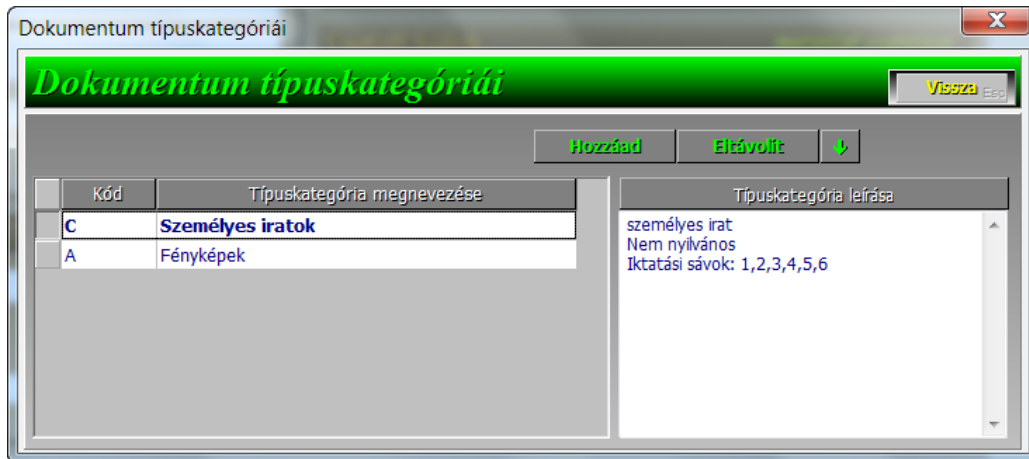 Dokumentum típuskategóriái
Dokumentum típuskategóriái
Vissza Esc
Hozzáad Eltávolít
Kód Típuskategória megnevezése
C Személyes iratok
A Fényképek
Típuskategória leírása
személyes irat
Nem nyilvános
Iktatási sávok: 1,2,3,4,5,6